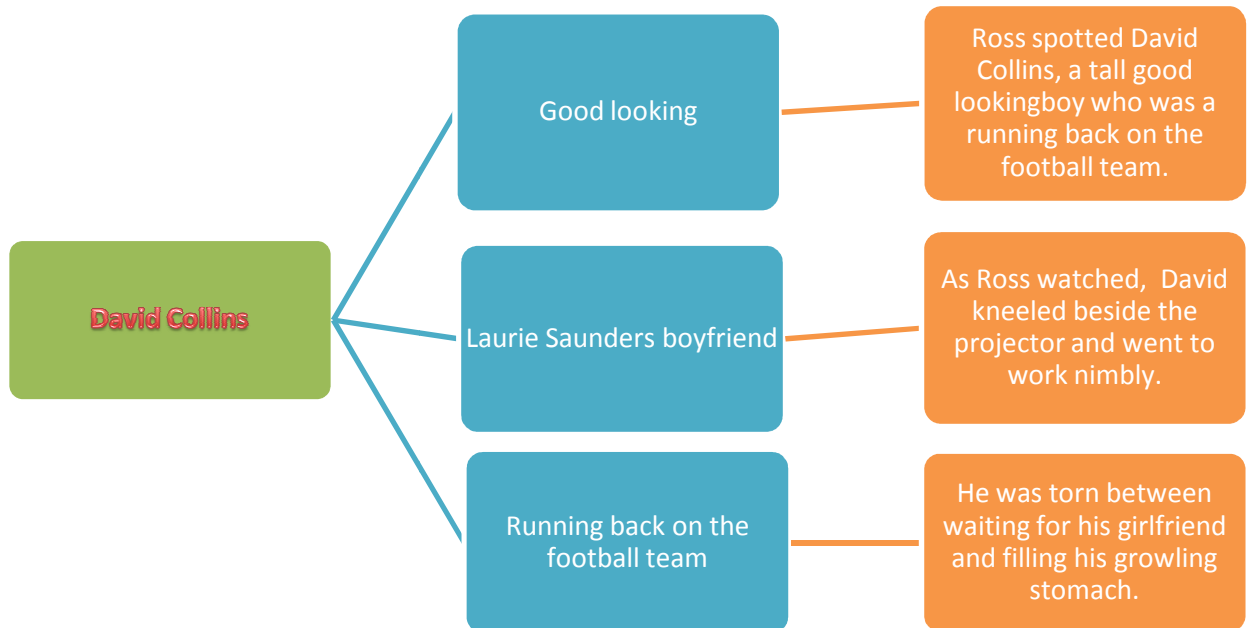 David Collins
Good looking
Ross spotted David
Collins, a tall good
lookingboy who was a
running back on the
football team.
Laurie Saunders boyfriend
As Ross watched,  David
kneeled beside the
projector and went to
work nimbly.
Running back on the
football team
He was torn between
waiting for his girlfriend
and filling his growling
stomach.